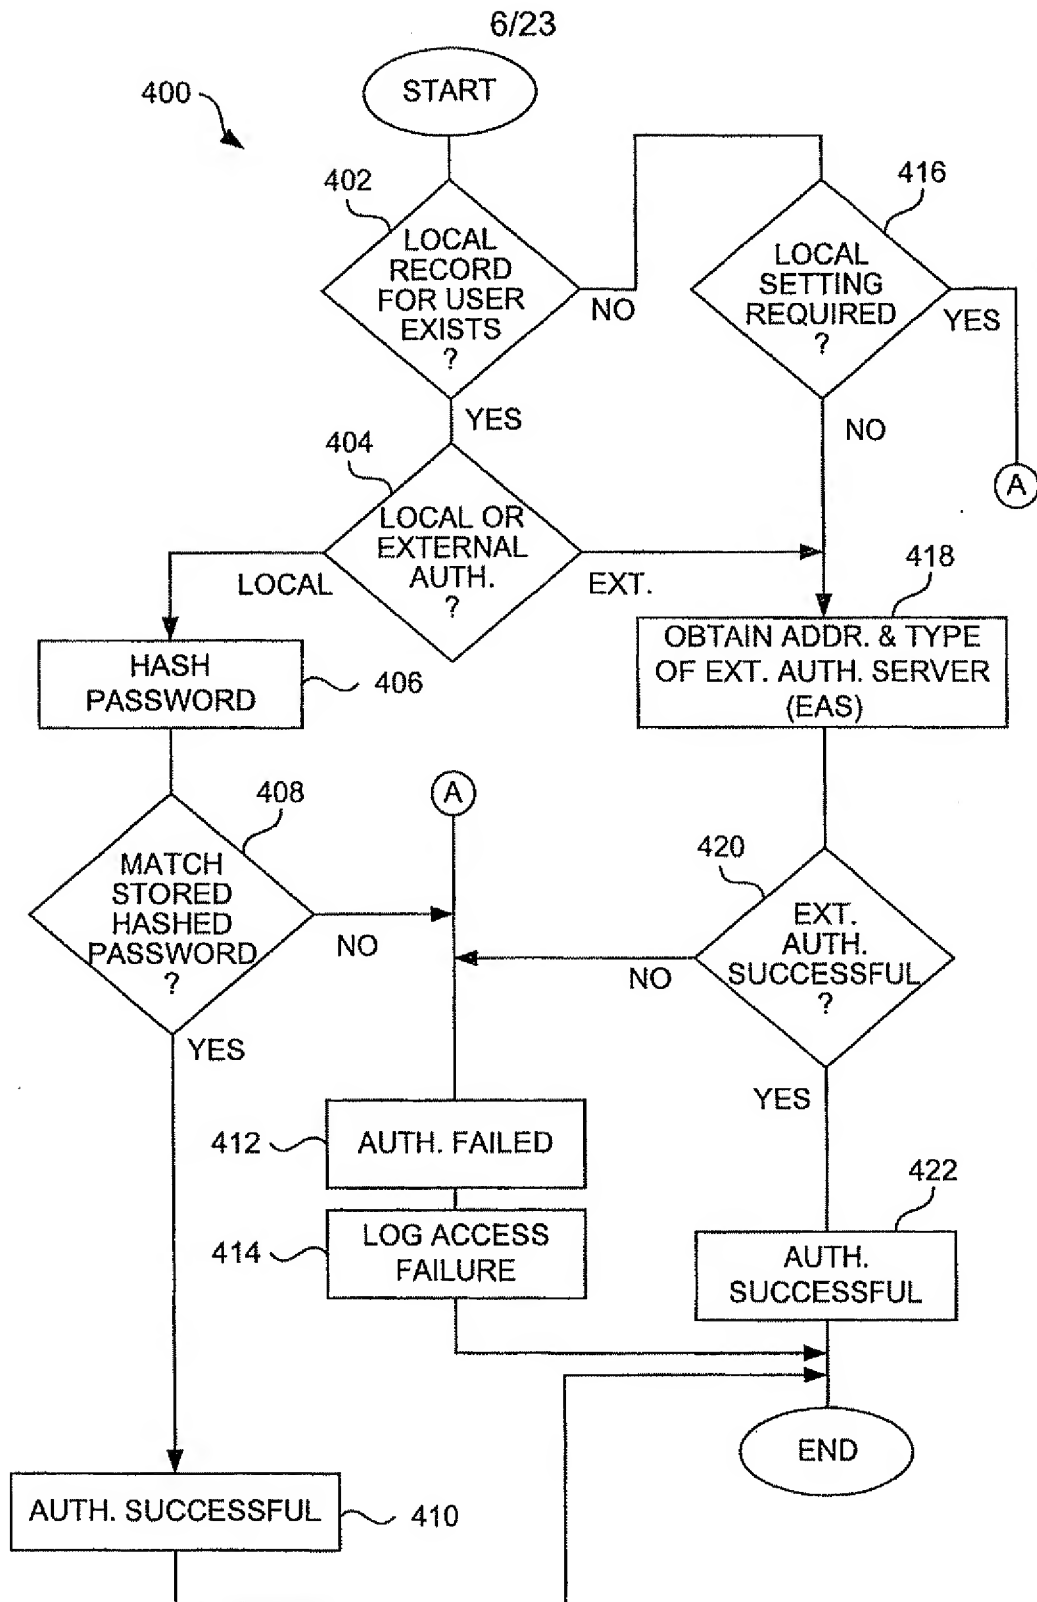 6/23
START
400
402
LOCAL
RECORD
FOR USER
EXISTS
?
NO
YES
416
LOCAL
SETTING
REQUIRED
?
YES
NO
A
404
LOCAL OR
EXTERNAL
AUTH.
?
LOCAL
EXT.
418
OBTAIN ADDR. & TYPE
OF EXT. AUTH. SERVER
(EAS)
HASH
PASSWORD
406
408
MATCH
STORED
HASHED
PASSWORD
?
NO
YES
A
420
EXT.
AUTH.
SUCCESSFUL
?
NO
YES
412
AUTH. FAILED
414
LOG ACCESS
FAILURE
422
AUTH.
SUCCESSFUL
END
AUTH. SUCCESSFUL
410